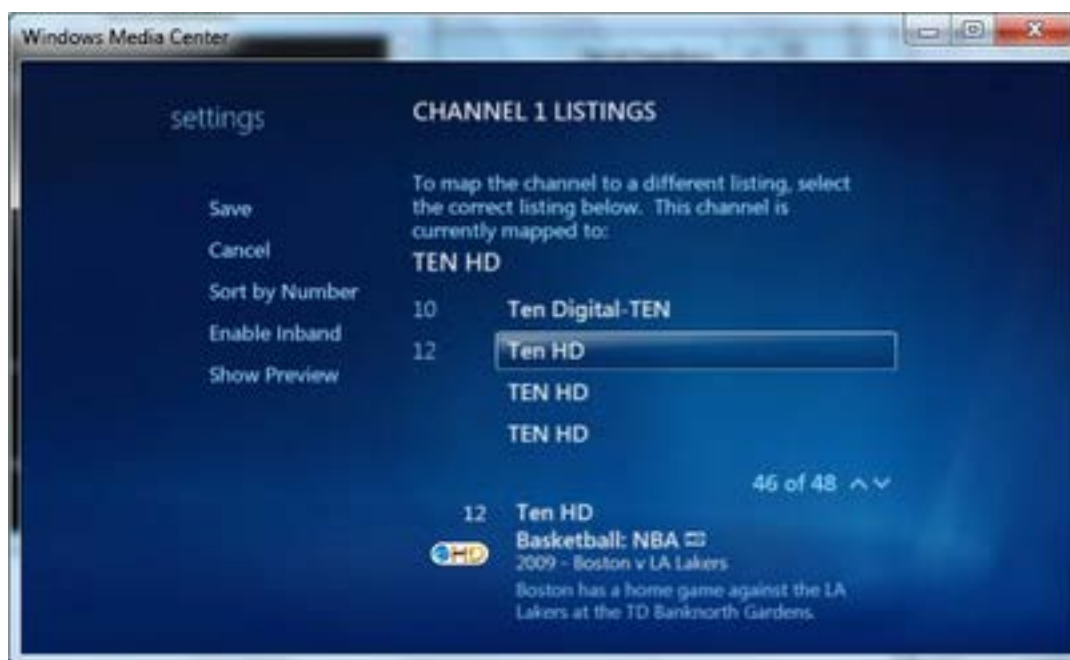 Windows Media Center
settings
CHANNEL 1 LISTINGS
To map the channel to a different listing, select
the correct listing below. This channel is
currently mapped to:
TEN HD
Save
Cancel
Sort by Number
Enable Inband
Show Preview
10 Ten Digital-TEN
12 Ten HD
TEN HD
TEN HD
46 of 48
12 Ten HD
Basketball: NBA
HD
2009 - Boston v LA Lakers
Boston has a home game against the LA
Lakers at the TD Banknorth Gardens.